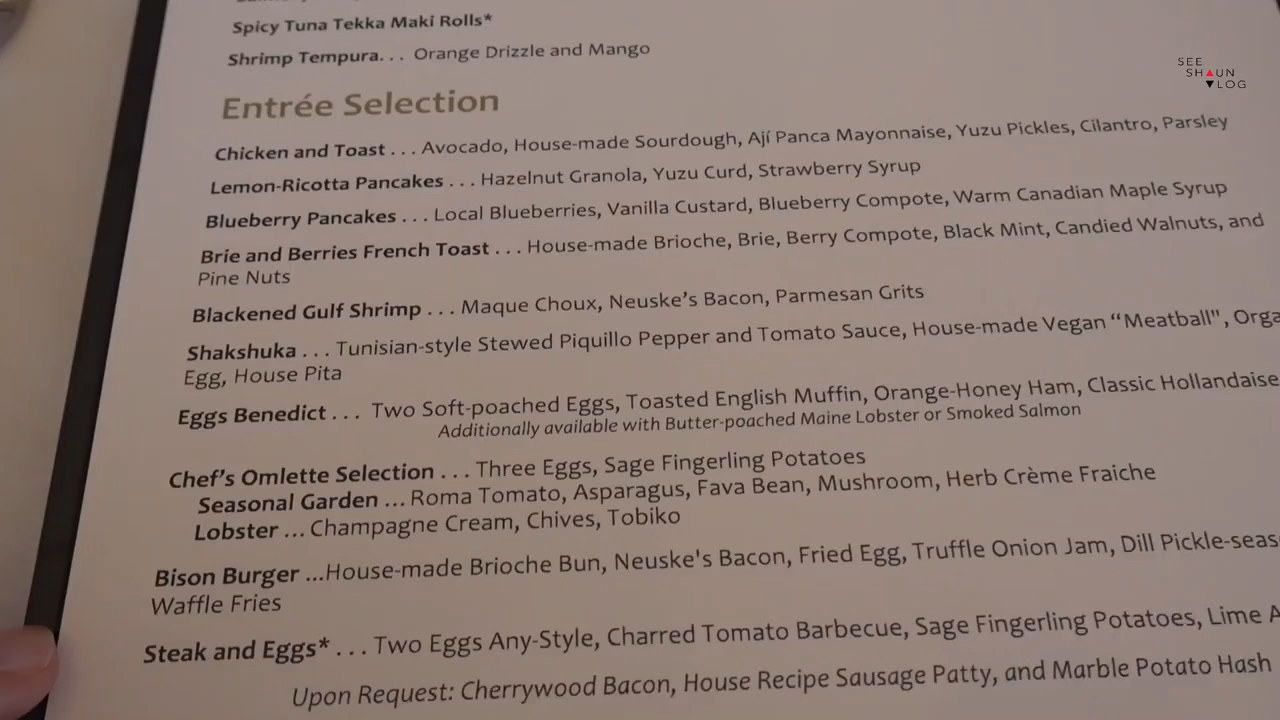 Spicy Tuna Tekka Maki Rolls*
Shrimp Tempura. . . Orange Drizzle and Mango
SEE
SHAUN
VLOG
Entrée Selection
Chicken and Toast . . . Avocado, House-made Sourdough, Ají Panca Mayonnaise, Yuzu Pickles, Cilantro, Parsley
Lemon-Ricotta Pancakes . . . Hazelnut Granola, Yuzu Curd, Strawberry Syrup
Blueberry Pancakes . . . Local Blueberries, Vanilla Custard, Blueberry Compote, Warm Canadian Maple Syrup
Brie and Berries French Toast . . . House-made Brioche, Brie, Berry Compote, Black Mint, Candied Walnuts, and
Pine Nuts
Blackened Gulf Shrimp . . . Maque Choux, Neuske’s Bacon, Parmesan Grits
Shakshuka . . . Tunisian-style Stewed Piquillo Pepper and Tomato Sauce, House-made Vegan “Meatball", Orga
Egg, House Pita
Eggs Benedict . . . Two Soft-poached Eggs, Toasted English Muffin, Orange-Honey Ham, Classic Hollandaise
Additionally available with Butter-poached Maine Lobster or Smoked Salmon
Chef’s Omlette Selection . . . Three Eggs, Sage Fingerling Potatoes
Seasonal Garden ... Roma Tomato, Asparagus, Fava Bean, Mushroom, Herb Crème Fraiche
Lobster ... Champagne Cream, Chives, Tobiko
Bison Burger ...House-made Brioche Bun, Neuske's Bacon, Fried Egg, Truffle Onion Jam, Dill Pickle-seas
Waffle Fries
Steak and Eggs* . . . Two Eggs Any-Style, Charred Tomato Barbecue, Sage Fingerling Potatoes, Lime A
Upon Request: Cherrywood Bacon, House Recipe Sausage Patty, and Marble Potato Hash